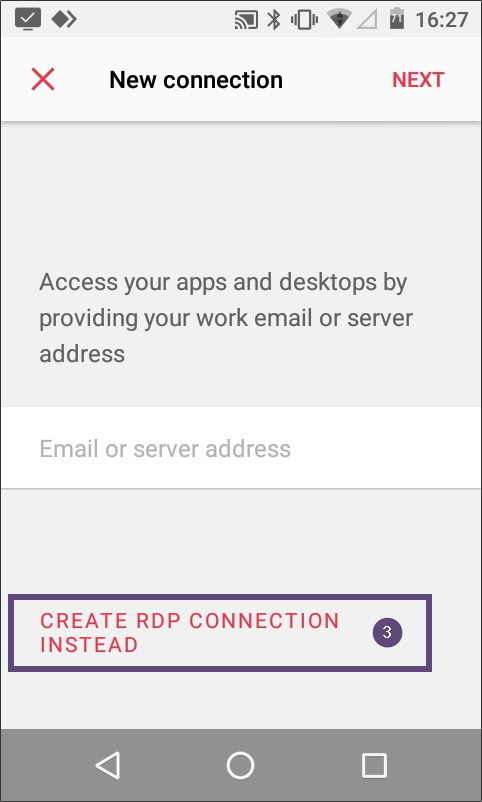 16:27
New connection
NEXT
Access your apps and desktops by
providing your work email or server
address
Email or server address
CREATE RDP CONNECTION
INSTEAD
3